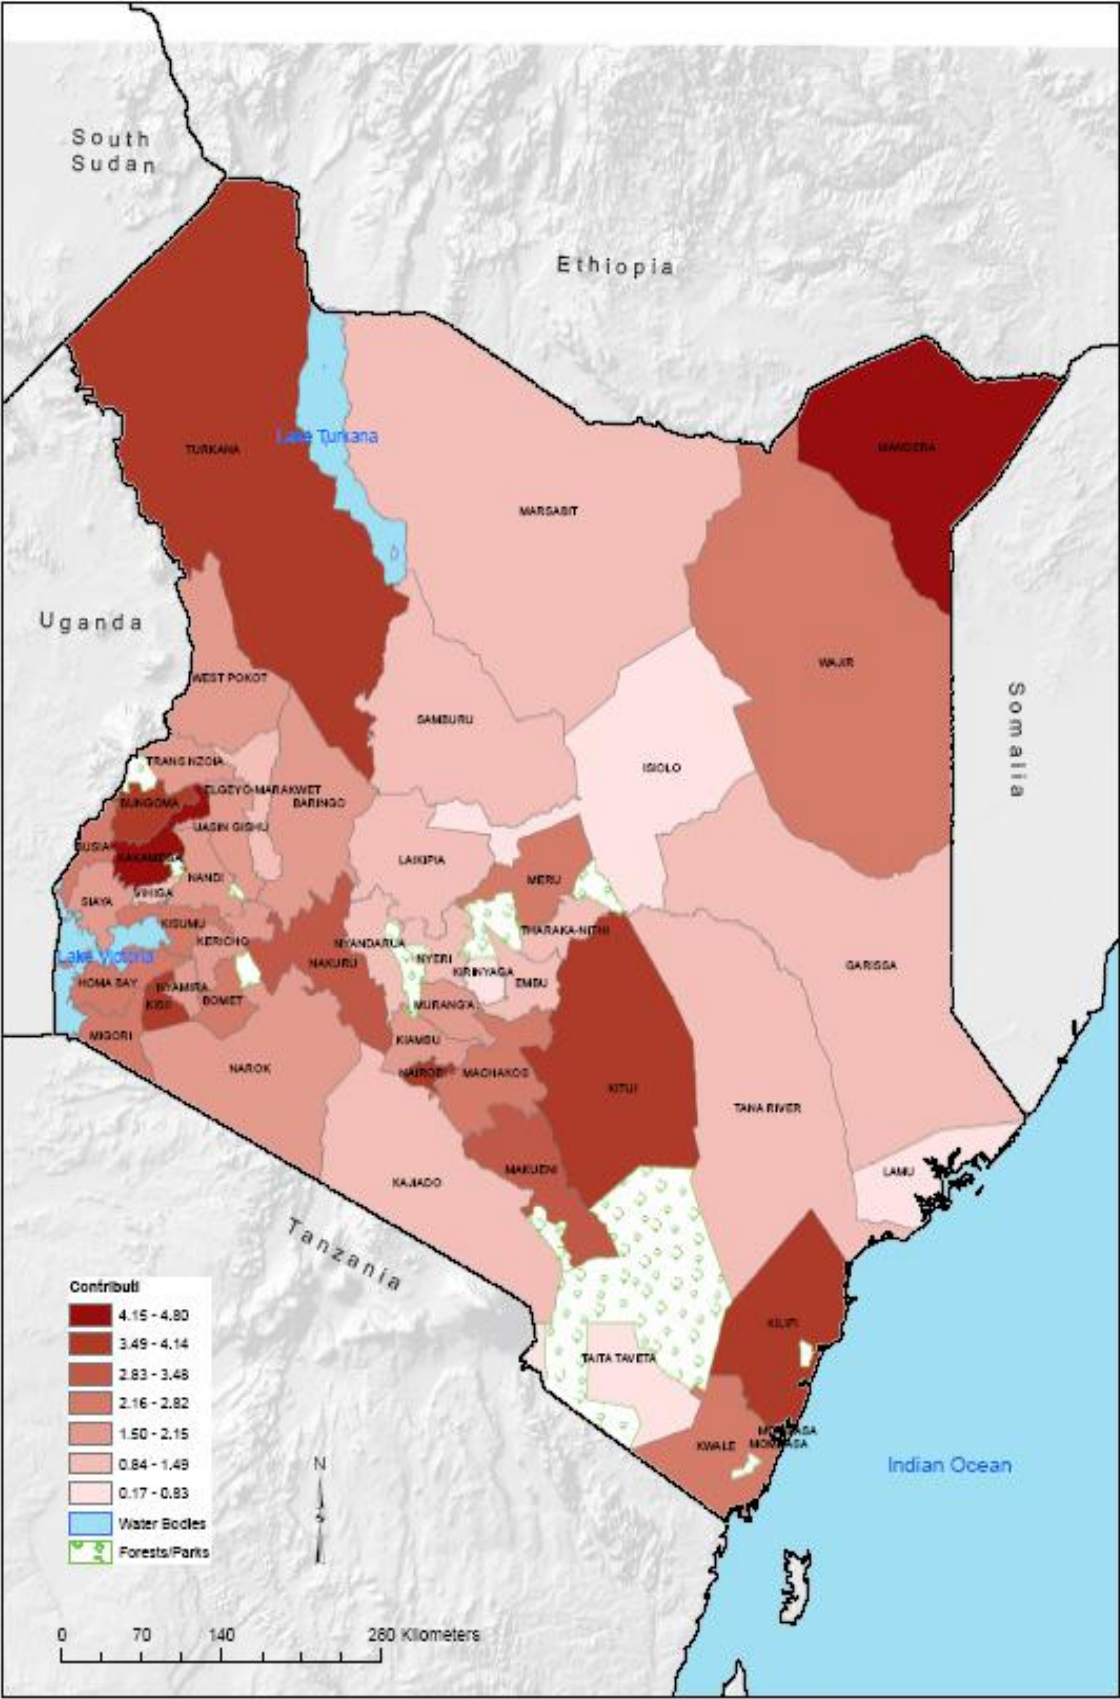 South
Sudan
Ethiopia
Lake Turkana
TURKANA
MANDERA
MARSABIT
Uganda
WAJIR
Somalia
WEST POKOT
SAMBURU
ISIOLO
TRANS NZOIA
ELGEYO-MARAKWET
BUNGOMA
BARINGO
UASIN GISHU
BUSIA
KAKAMEGA
LAIKIPIA
NANDI
MERU
VIHIGA
SIAYA
KISUMU
THARAKA-NITHI
KERICHO
NYANDARUA
Lake Victoria
NAKURU
NYERI
GARISSA
KIRINYAGA
HOMA BAY
NYAMIRA
EMBU
KISII
BOMET
MURANG'A
MIGORI
KIAMBU
NAROK
NAIROBI
MACHAKOS
KITUI
TANA RIVER
MAKUENI
LAMU
KAJIADO
Tanzania
KILIFI
TAITA TAVETA
MOMBASA
KWALE
MOMBASA
Indian Ocean
Contributi
4.15 - 4.80
3.49 - 4.14
2.83 - 3.48
2.16 - 2.82
1.50 - 2.15
0.84 - 1.49
0.17 - 0.83
Water Bodies
Forests/Parks
N
S
0 70 140 280 Kilometers